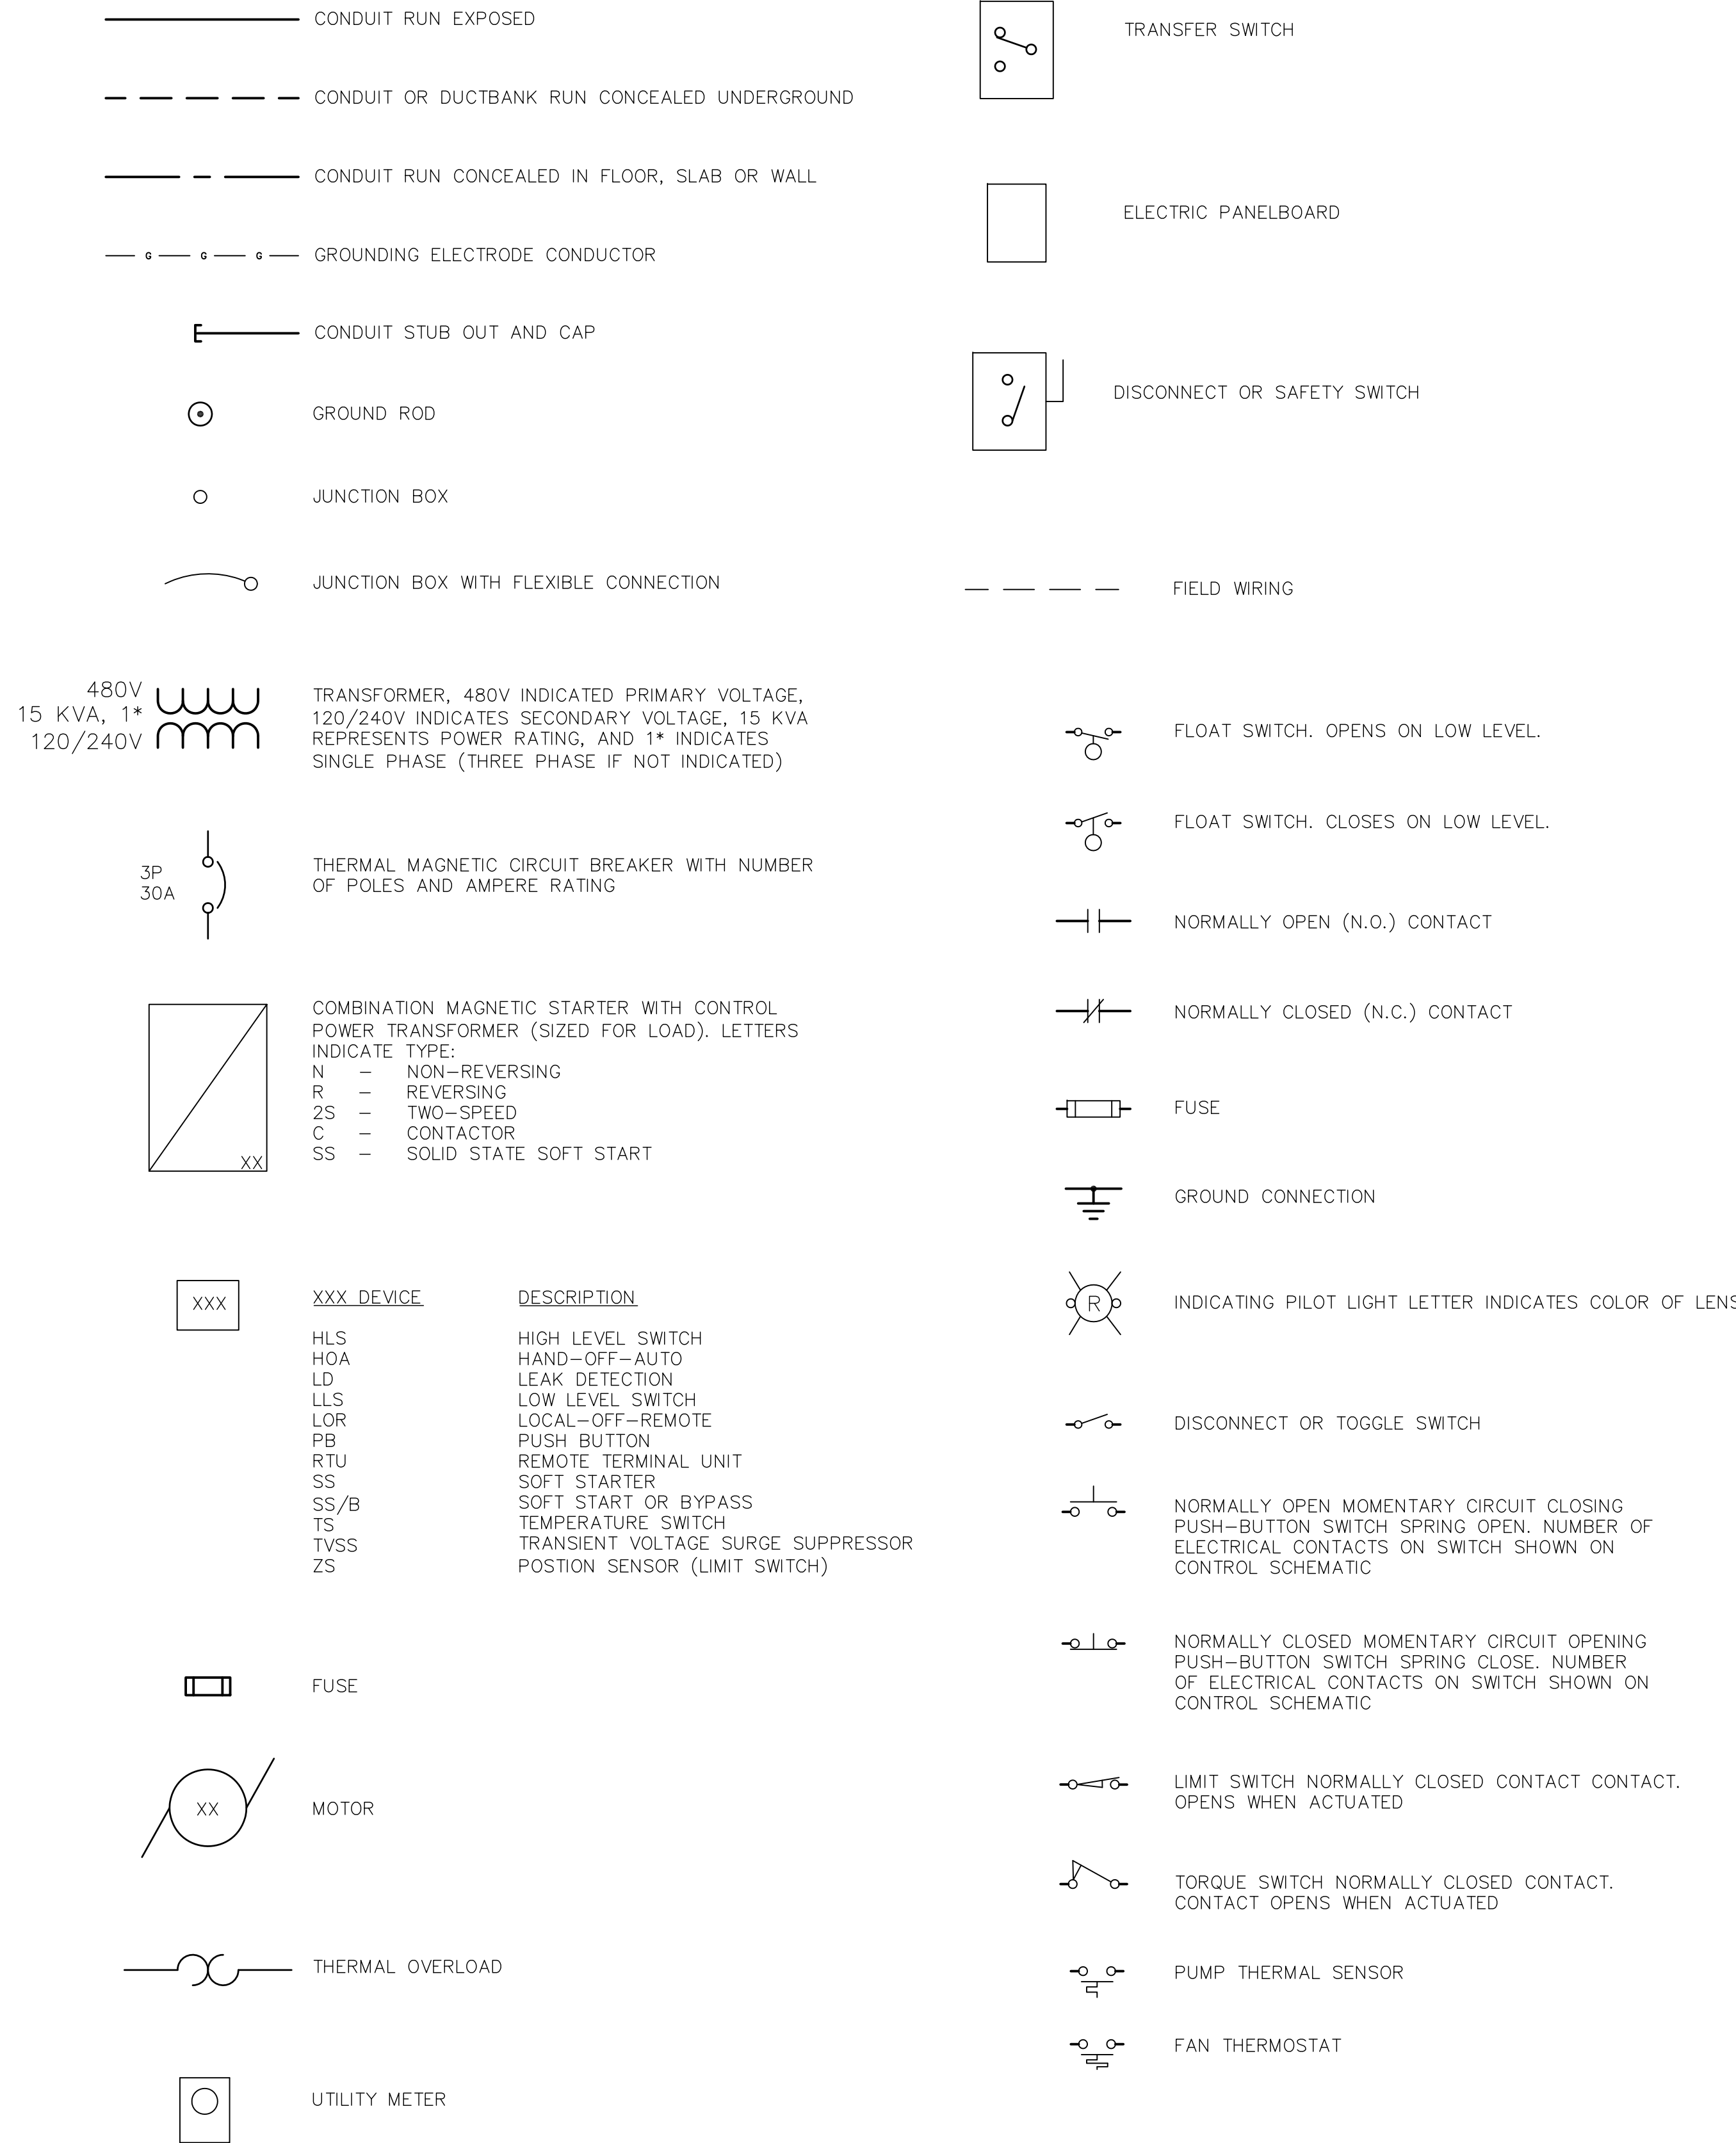 CONDUIT RUN EXPOSED
CONDUIT OR DUCTBANK RUN CONCEALED UNDERGROUND
CONDUIT RUN CONCEALED IN FLOOR, SLAB OR WALL
G G G GROUNDING ELECTRODE CONDUCTOR
CONDUIT STUB OUT AND CAP
GROUND ROD
JUNCTION BOX
JUNCTION BOX WITH FLEXIBLE CONNECTION
480V
15 KVA, 1*
120/240V
TRANSFORMER, 480V INDICATED PRIMARY VOLTAGE,
120/240V INDICATES SECONDARY VOLTAGE, 15 KVA
REPRESENTS POWER RATING, AND 1* INDICATES
SINGLE PHASE (THREE PHASE IF NOT INDICATED)
3P
30A
THERMAL MAGNETIC CIRCUIT BREAKER WITH NUMBER
OF POLES AND AMPERE RATING
XX
COMBINATION MAGNETIC STARTER WITH CONTROL
POWER TRANSFORMER (SIZED FOR LOAD). LETTERS
INDICATE TYPE:
N – NON–REVERSING
R – REVERSING
2S – TWO–SPEED
C – CONTACTOR
SS – SOLID STATE SOFT START
XXX
XXX DEVICE DESCRIPTION
HLS HIGH LEVEL SWITCH
HOA HAND–OFF–AUTO
LD LEAK DETECTION
LLS LOW LEVEL SWITCH
LOR LOCAL–OFF–REMOTE
PB PUSH BUTTON
RTU REMOTE TERMINAL UNIT
SS SOFT STARTER
SS/B SOFT START OR BYPASS
TS TEMPERATURE SWITCH
TVSS TRANSIENT VOLTAGE SURGE SUPPRESSOR
ZS POSTION SENSOR (LIMIT SWITCH)
FUSE
XX
MOTOR
THERMAL OVERLOAD
UTILITY METER
TRANSFER SWITCH
ELECTRIC PANELBOARD
DISCONNECT OR SAFETY SWITCH
FIELD WIRING
FLOAT SWITCH. OPENS ON LOW LEVEL.
FLOAT SWITCH. CLOSES ON LOW LEVEL.
NORMALLY OPEN (N.O.) CONTACT
NORMALLY CLOSED (N.C.) CONTACT
FUSE
GROUND CONNECTION
R
INDICATING PILOT LIGHT LETTER INDICATES COLOR OF LENS
DISCONNECT OR TOGGLE SWITCH
NORMALLY OPEN MOMENTARY CIRCUIT CLOSING
PUSH–BUTTON SWITCH SPRING OPEN. NUMBER OF
ELECTRICAL CONTACTS ON SWITCH SHOWN ON
CONTROL SCHEMATIC
NORMALLY CLOSED MOMENTARY CIRCUIT OPENING
PUSH–BUTTON SWITCH SPRING CLOSE. NUMBER
OF ELECTRICAL CONTACTS ON SWITCH SHOWN ON
CONTROL SCHEMATIC
LIMIT SWITCH NORMALLY CLOSED CONTACT CONTACT.
OPENS WHEN ACTUATED
TORQUE SWITCH NORMALLY CLOSED CONTACT.
CONTACT OPENS WHEN ACTUATED
PUMP THERMAL SENSOR
FAN THERMOSTAT